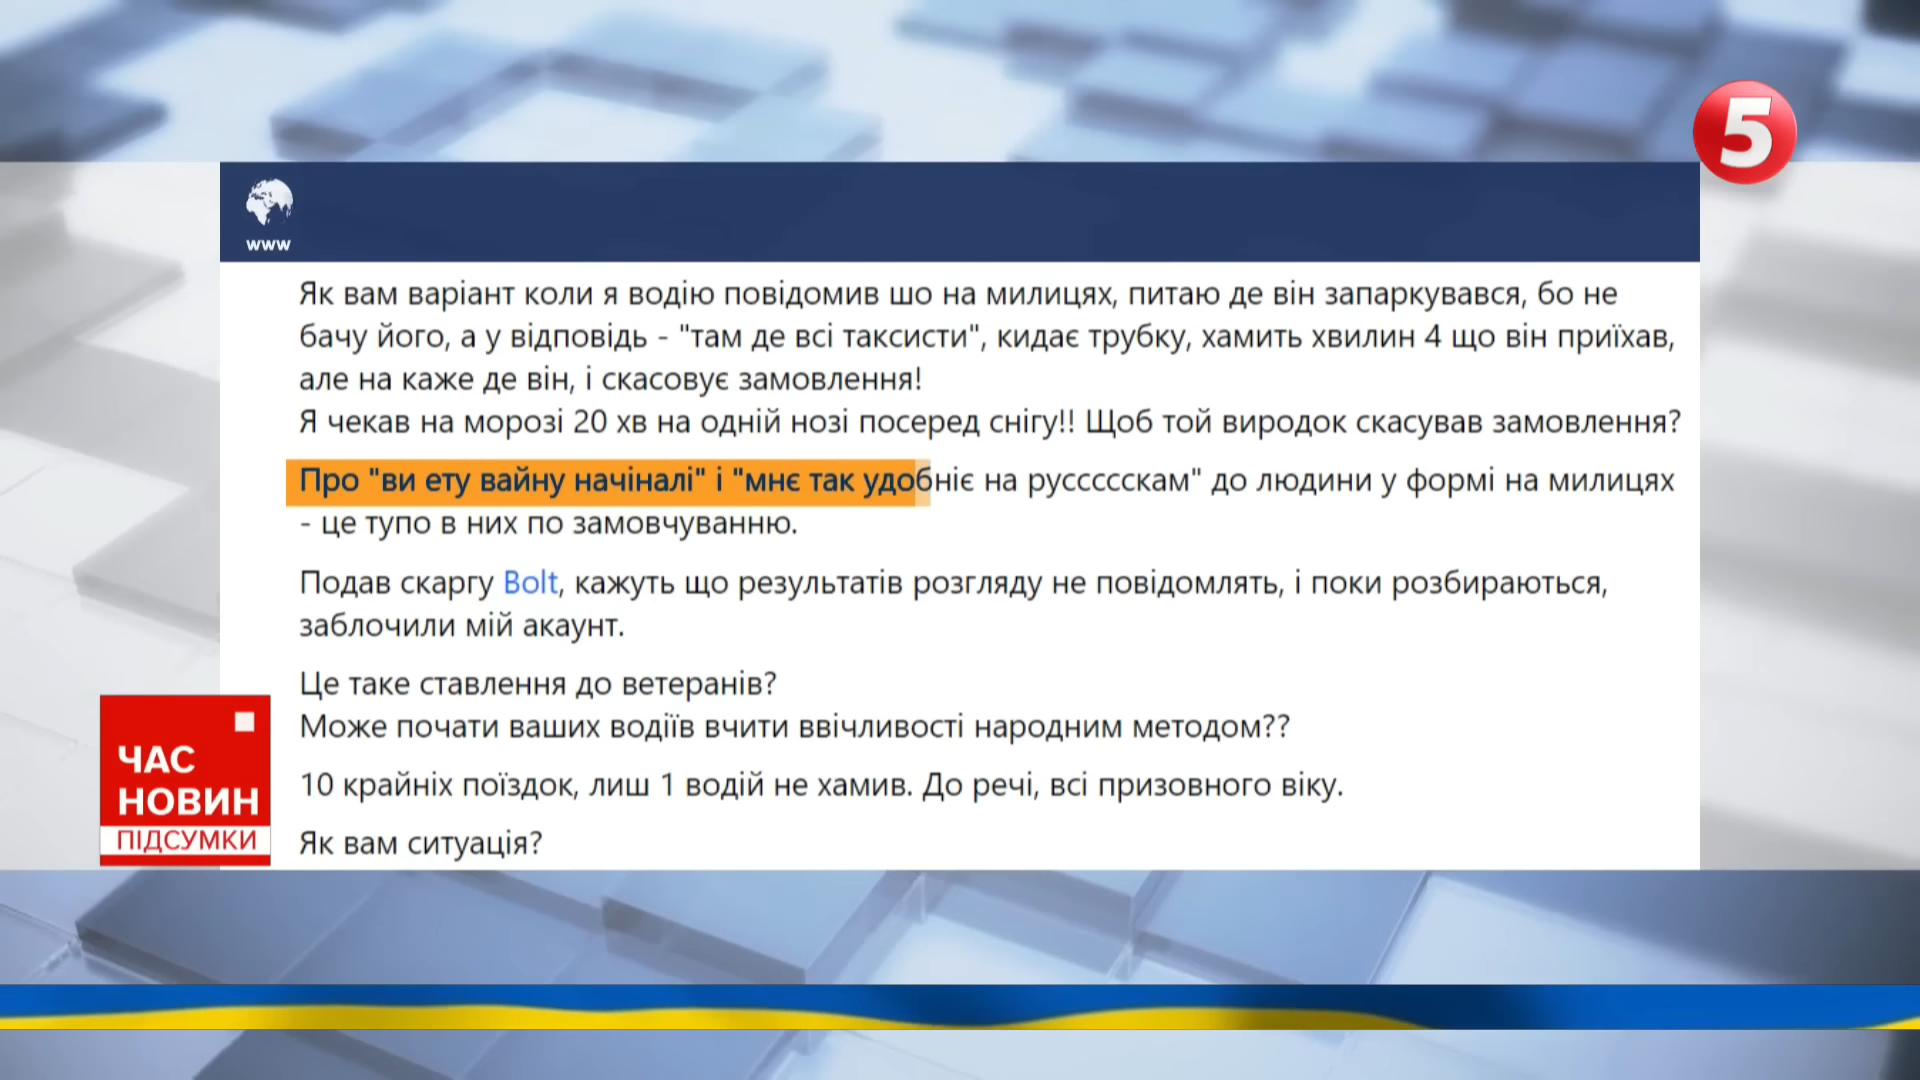 5
www
Як вам варіант коли я водію повідомив шо на милицях, питаю де він запаркувався, бо не
бачу його, а у відповідь - "там де всі таксисти", кидає трубку, хамить хвилин 4 що він приїхав,
але на каже де він, і скасовує замовлення!
Я чекав на морозі 20 хв на одній нозі посеред снігу!! Щоб той виродок скасував замовлення?
Про "ви ету вайну начіналі" і "мнє так удобніє на русссссскам" до людини у формі на милицях
- це тупо в них по замовчуванню.
Подав скаргу Bolt, кажуть що результатів розгляду не повідомлять, і поки розбираються,
заблочили мій акаунт.
Це таке ставлення до ветеранів?
Може почати ваших водіїв вчити ввічливості народним методом??
10 крайніх поїздок, лиш 1 водій не хамив. До речі, всі призовного віку.
Як вам ситуація?
ЧАС
НОВИН
ПІДСУМКИ